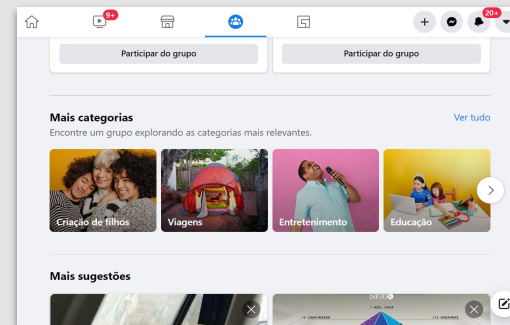 9+
20+
Participar do grupo
Participar do grupo
Mais categorias
Ver tudo
Encontre um grupo explorando as categorias mais relevantes.
Criação de filhos
Viagens
Entretenimento
Educação
Mais sugestões